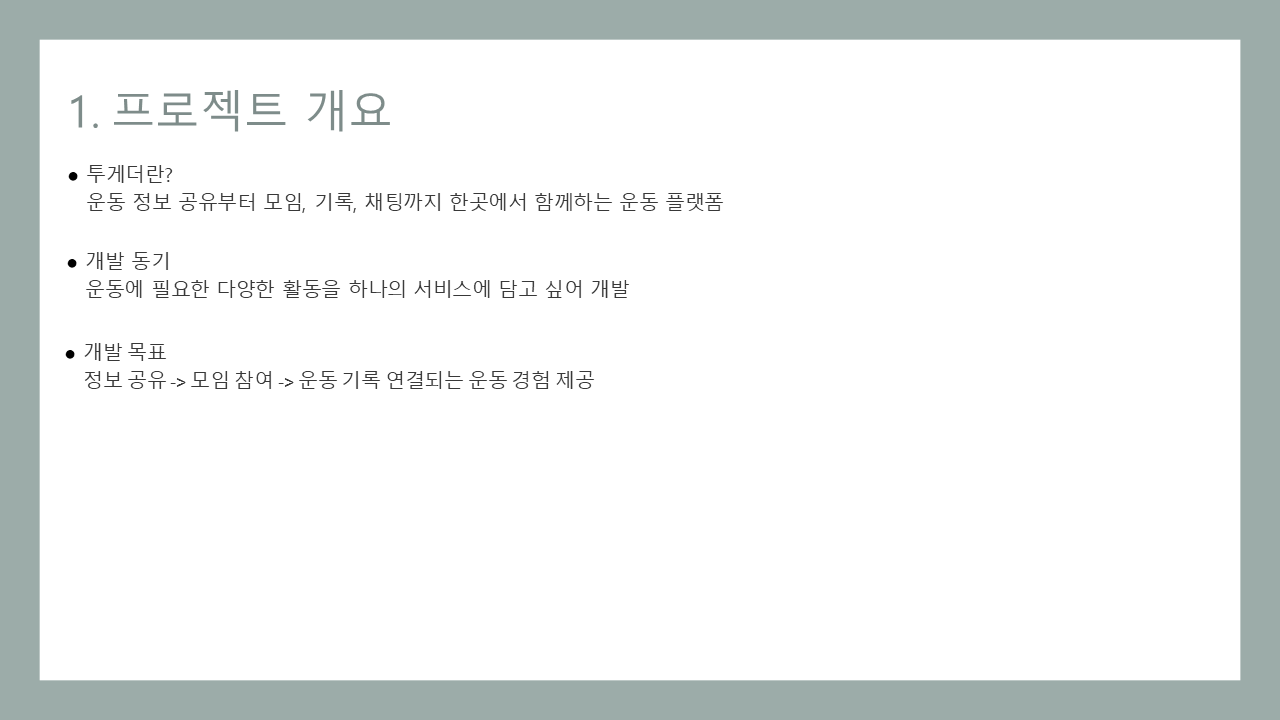 1. 프로젝트 개요
● 투게더란?
운동 정보 공유부터 모임, 기록, 채팅까지 한곳에서 함께하는 운동 플랫폼
● 개발 동기
운동에 필요한 다양한 활동을 하나의 서비스에 담고 싶어 개발
● 개발 목표
정보 공유 -> 모임 참여 -> 운동 기록 연결되는 운동 경험 제공